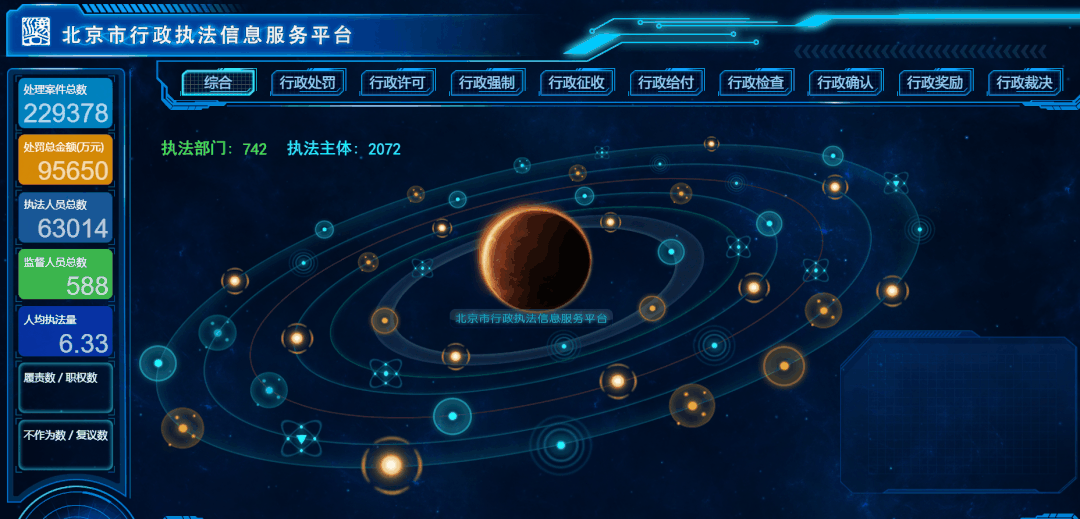 北京市行政执法信息服务平台
综合
行政处罚
行政许可
行政强制
行政征收
行政给付
行政检查
行政确认
行政奖励
行政裁决
处理案件总数
229378
处罚总金额(万元)
95650
执法人员总数
63014
监督人员总数
588
人均执法量
6.33
履责数 / 职权数
不作为数 / 复议数
执法部门：742 执法主体：2072
北京市行政执法信息服务平台